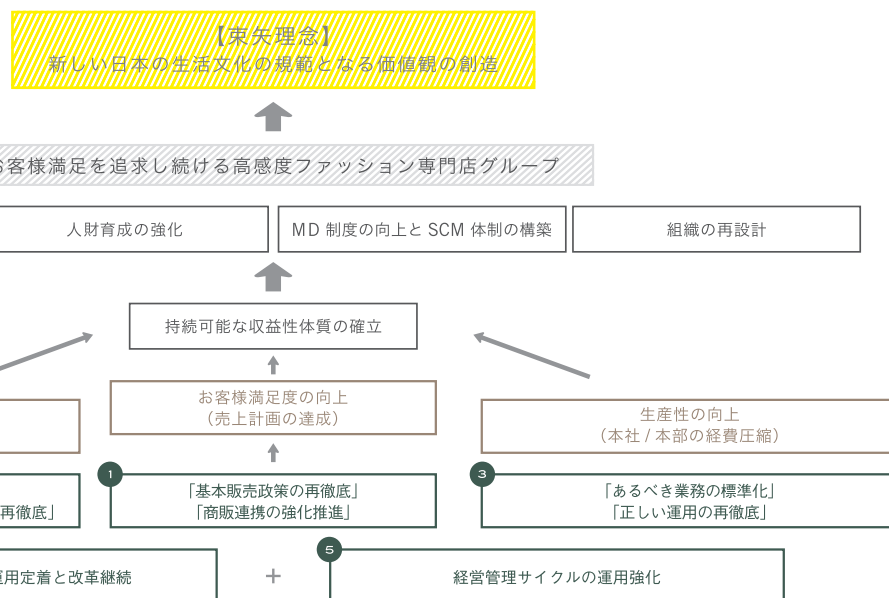 【束矢理念】
新しい日本の生活文化の規範となる価値観の創造
お客様満足を追求し続ける高感度ファッション専門店グループ
人財育成の強化
MD 制度の向上と SCM 体制の構築
組織の再設計
持続可能な収益性体質の確立
お客様満足度の向上
（売上計画の達成）
生産性の向上
（本社 / 本部の経費圧縮）
再徹底」
1
「基本販売政策の再徹底」
「商販連携の強化推進」
3
「あるべき業務の標準化」
「正しい運用の再徹底」
運用定着と改革継続
+
5
経営管理サイクルの運用強化